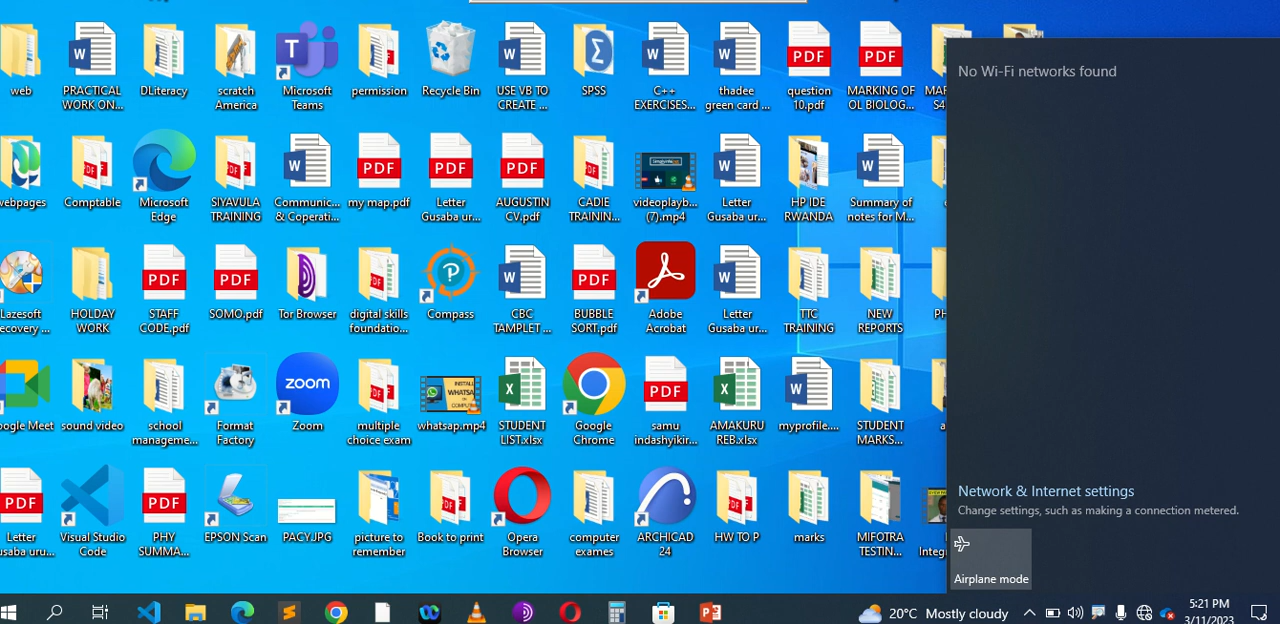 web
PRACTICAL
WORK ON...
DLiteracy
scratch
America
Microsoft
Teams
permission
Recycle Bin
USE VB TO
CREATE ...
SPSS
C++
EXERCISES...
thadee
green card ...
question
10.pdf
MARKING OF
OL BIOLOG...
webpages
Comptable
Microsoft
Edge
SIYAVULA
TRAINING
Communic...
& Coperati...
my map.pdf
Letter
Gusaba ur...
AUGUSTIN
CV.pdf
CADIE
TRAININ...
videoplayb...
(7).mp4
Letter
Gusaba ur...
HP IDE
RWANDA
Summary of
notes for M...
Lazesoft
Recovery ...
HOLDAY
WORK
STAFF
CODE.pdf
SOMO.pdf
Tor Browser
digital skills
foundatio...
Compass
CBC
TAMPLET ...
BUBBLE
SORT.pdf
Adobe
Acrobat
Letter
Gusaba ur...
TTC
TRAINING
NEW
REPORTS
Google Meet
sound video
school
manageme...
Format
Factory
zoom
Zoom
multiple
choice exam
whatsap.mp4
STUDENT
LIST.xlsx
Google
Chrome
samu
indashyikir...
AMAKURU
REB.xlsx
myprofile....
STUDENT
MARKS...
Letter
Gusaba uru...
Visual Studio
Code
PHY
SUMMA...
EPSON Scan
PACY.JPG
picture to
remember
Book to print
Opera
Browser
computer
exames
ARCHICAD
24
HW TO P
marks
MIFOTRA
TESTIN...
No Wi-Fi networks found
Network & Internet settings
Change settings, such as making a connection metered.
Airplane mode
20°C Mostly cloudy
5:21 PM
3/11/2023